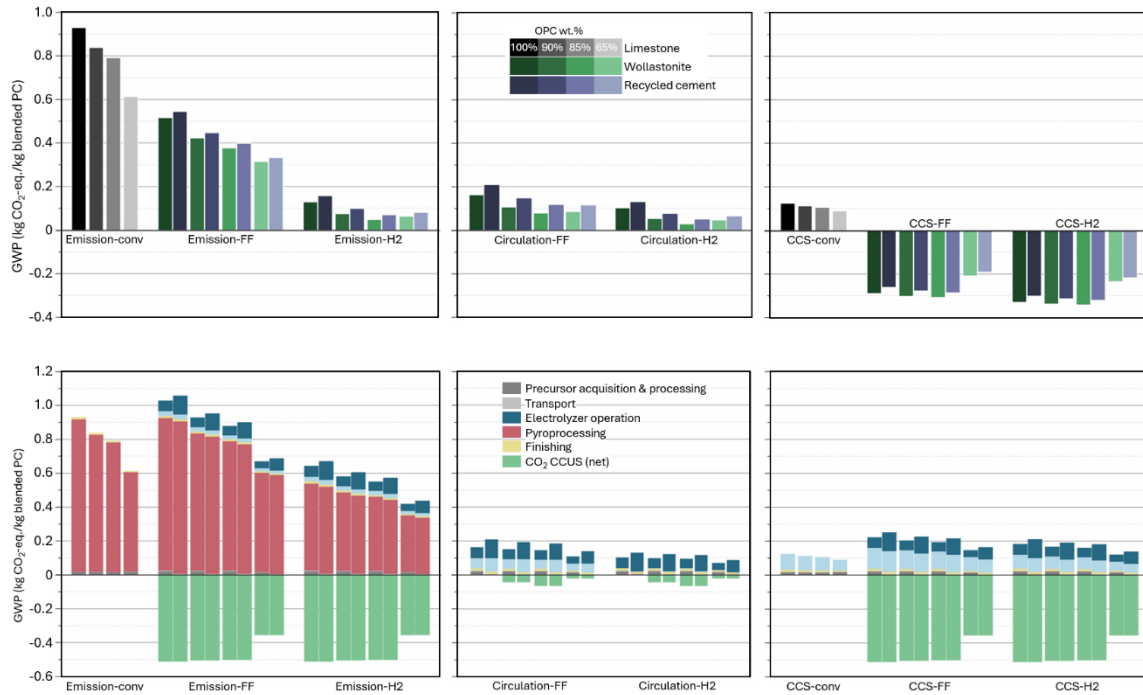 GWP (kg CO2-eq./kg blended PC)
1.0
0.8
0.6
0.4
0.2
0
-0.2
-0.4
Emission-conv Emission-FF Emission-H2
OPC wt.%
100% 90% 85% 65%
Limestone
Wollastonite
Recycled cement
Circulation-FF Circulation-H2
CCS-conv CCS-FF CCS-H2
GWP (kg CO2-eq./kg blended PC)
1.2
1.0
0.8
0.6
0.4
0.2
0
-0.2
-0.4
-0.6
Emission-conv Emission-FF Emission-H2
Precursor acquisition & processing
Transport
Electrolyzer operation
Pyroprocessing
Finishing
CO2 CCUS (net)
Circulation-FF Circulation-H2
CCS-conv CCS-FF CCS-H2